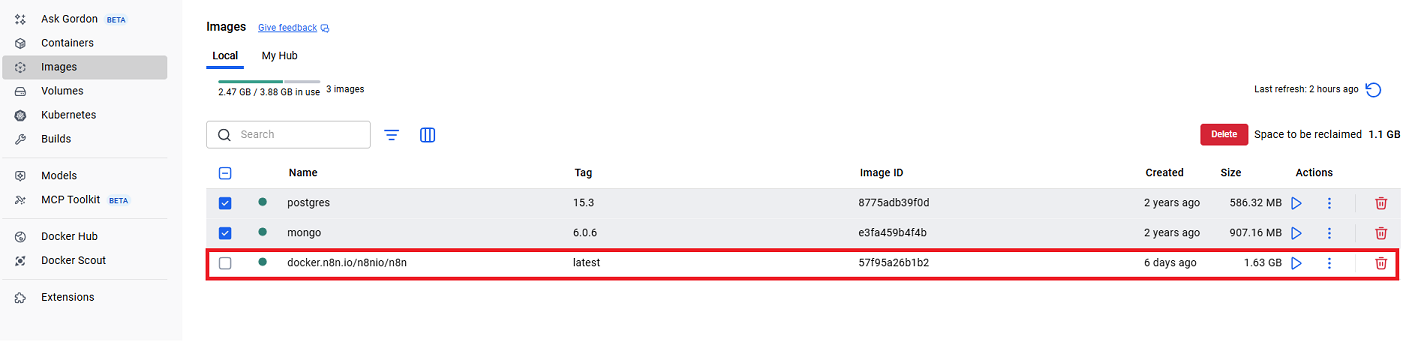 Ask Gordon BETA
Containers
Images
Volumes
Kubernetes
Builds
Models
MCP Toolkit BETA
Docker Hub
Docker Scout
Extensions
Images Give feedback
Local My Hub
2.47 GB / 3.88 GB in use 3 images
Last refresh: 2 hours ago
Search
Delete Space to be reclaimed 1.1 GB
Name Tag Image ID Created Size Actions
postgres 15.3 8775adb39f0d 2 years ago 586.32 MB
mongo 6.0.6 e3fa459b4f4b 2 years ago 907.16 MB
docker.n8n.io/n8nio/n8n latest 57f95a26b1b2 6 days ago 1.63 GB